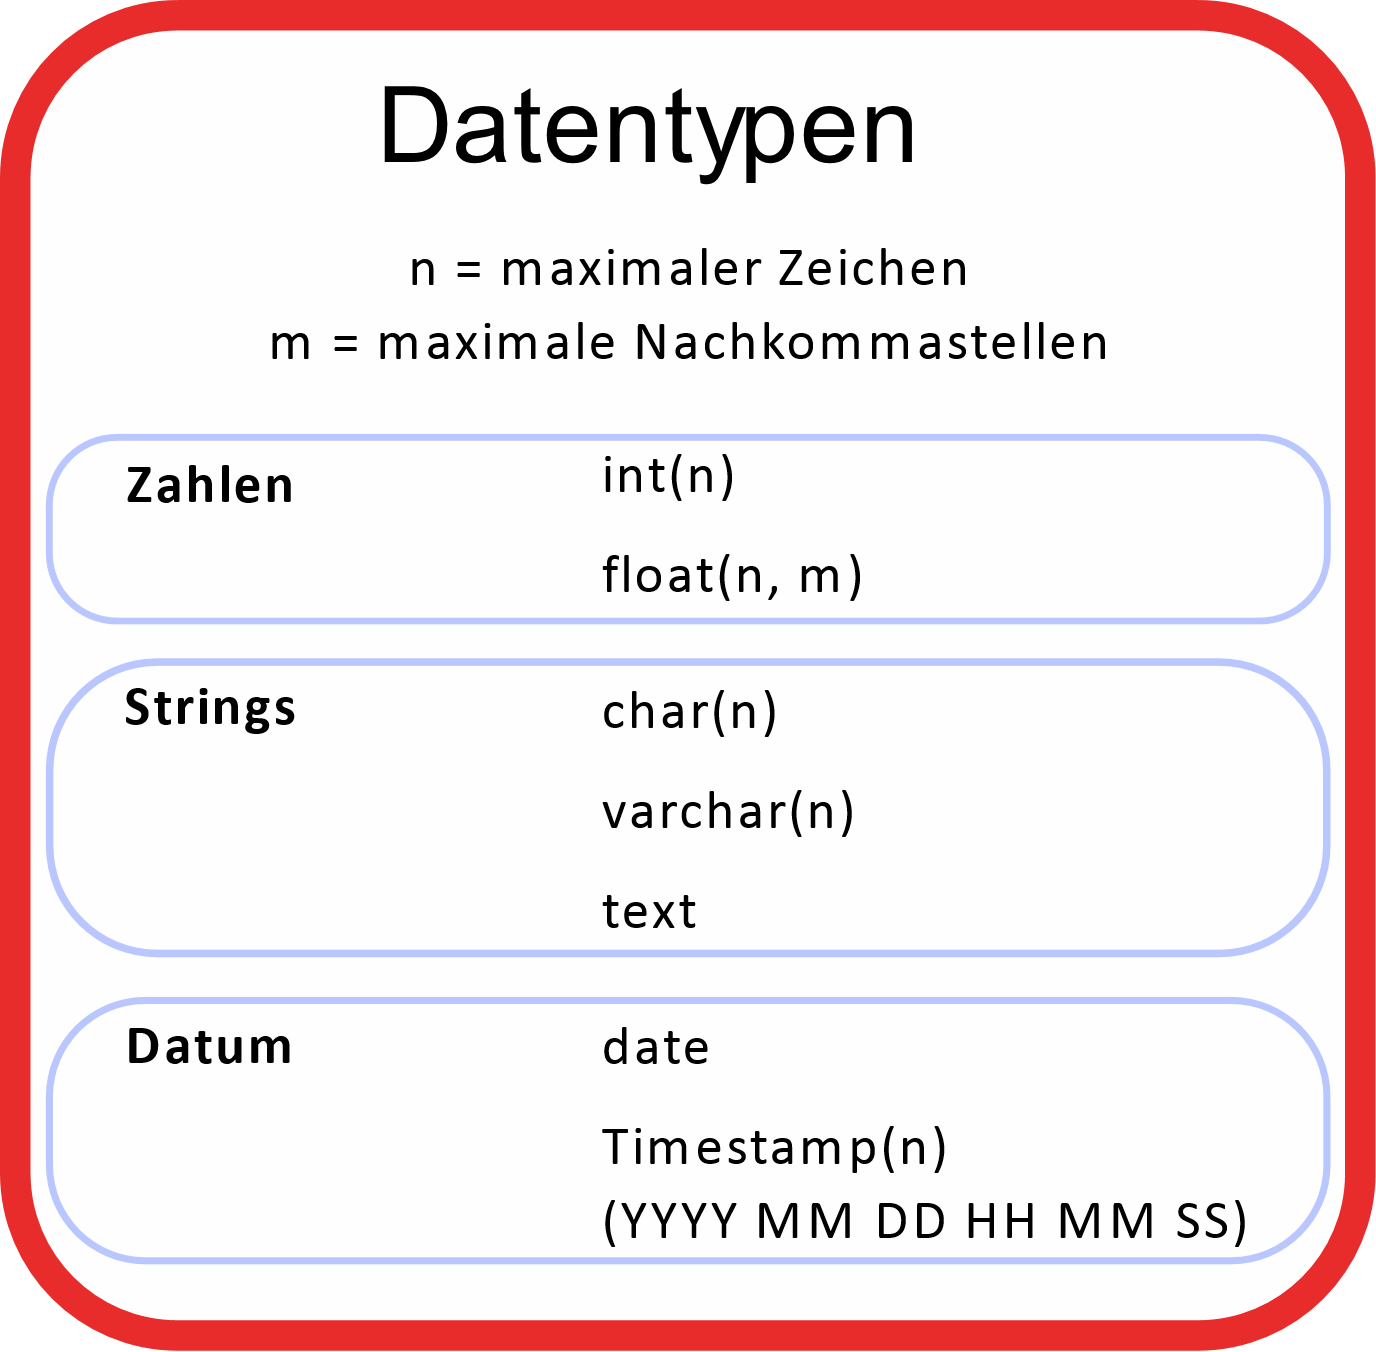 Datentypen
n = maximaler Zeichen
m = maximale Nachkommastellen
Zahlen
int(n)
float(n, m)
Strings
char(n)
varchar(n)
text
Datum
date
Timestamp(n)
(YYYY MM DD HH MM SS)